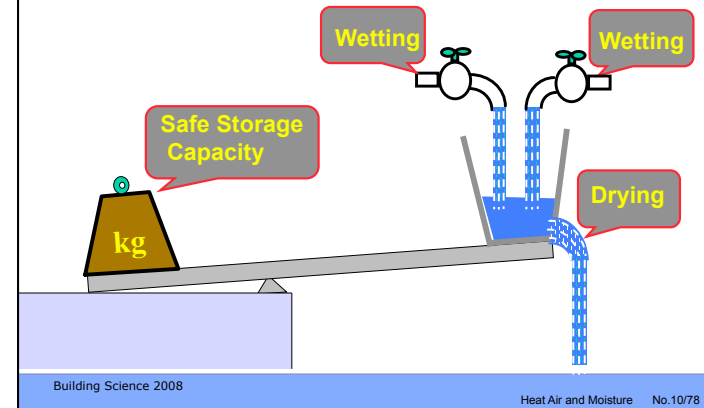 Wetting
Wetting
Safe Storage
Capacity
Drying
kg
Building Science 2008
Heat Air and Moisture No.10/78